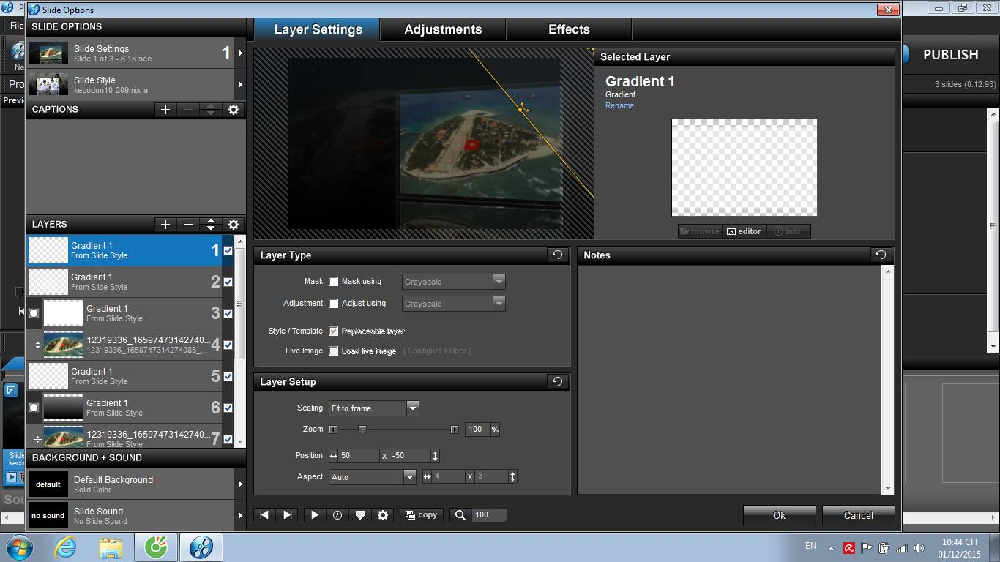 P
Slide Options
File
SLIDE OPTIONS
Layer Settings
Adjustments
Effects
Slide Settings
Slide 1 of 3 - 6.18 sec
1
Slide Style
kecodon10-209mix-a
Ne
Pro
Previ
PUBLISH
3 slides (0:12.93)
CAPTIONS
Selected Layer
Gradient 1
Gradient
Rename
browse
editor
info
LAYERS
Gradient 1
From Slide Style
1
Gradient 1
From Slide Style
2
Gradient 1
From Slide Style
3
12319336_16597473142740...
12319336_1659747314274088_...
4
Gradient 1
From Slide Style
5
Gradient 1
From Slide Style
6
12319336_16597473142740...
From Slide Style
7
Layer Type
Mask Mask using Grayscale
Adjustment Adjust using Grayscale
Style / Template Replaceable layer
Live Image Load live image [ Configure Folder ]
Notes
Layer Setup
Scaling Fit to frame
Zoom 100 %
Position 50 x -50
Aspect Auto 4 x 3
BACKGROUND + SOUND
default
Default Background
Solid Color
no sound
Slide Sound
No Slide Sound
Slide
keco
Sou
copy
100
Ok
Cancel
EN
10:44 CH
01/12/2015